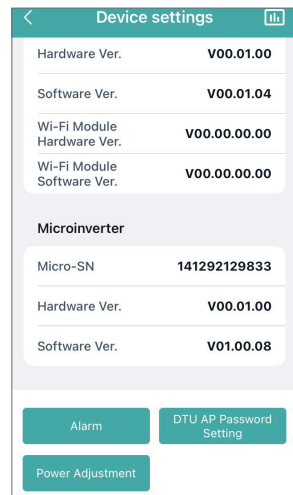 Device settings
Hardware Ver. V00.01.00
Software Ver. V00.01.04
Wi-Fi Module
Hardware Ver. V00.00.00.00
Wi-Fi Module
Software Ver. V00.00.00.00
Microinverter
Micro-SN 141292129833
Hardware Ver. V00.01.00
Software Ver. V01.00.08
Alarm
DTU AP Password
Setting
Power Adjustment